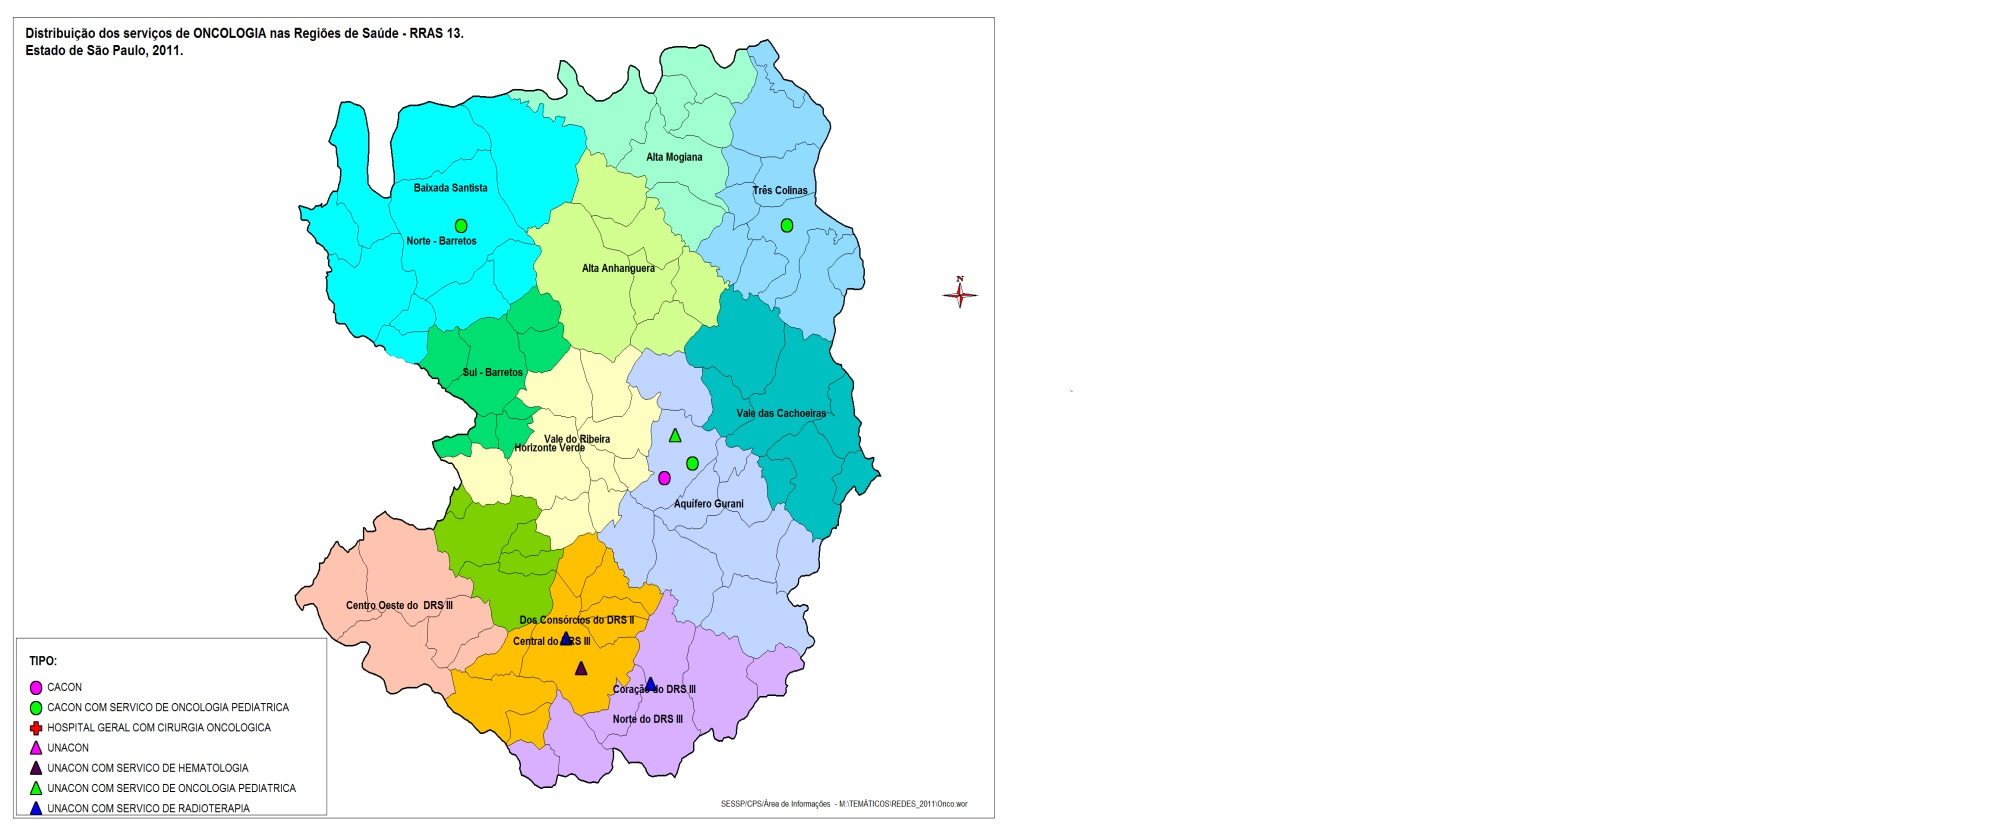 Distribuição dos serviços de ONCOLOGIA nas Regiões de Saúde - RRAS 13.
Estado de São Paulo, 2011.
Alta Mogiana
Baixada Santista
Três Colinas
Norte - Barretos
Alta Anhanguera
N
Sul - Barretos
Vale das Cachoeiras
Vale do Ribeira
Horizonte Verde
Aquífero Gurani
Centro Oeste do DRS III
Dos Consórcios do DRS II
Central do DRS III
Coração do DRS III
Norte do DRS III
TIPO:
CACON
CACON COM SERVICO DE ONCOLOGIA PEDIATRICA
HOSPITAL GERAL COM CIRURGIA ONCOLOGICA
UNACON
UNACON COM SERVICO DE HEMATOLOGIA
UNACON COM SERVICO DE ONCOLOGIA PEDIATRICA
UNACON COM SERVICO DE RADIOTERAPIA
SESSP/CPS/Área de Informações - M:\TEMÁTICOS\REDES_2011\Onco.wor